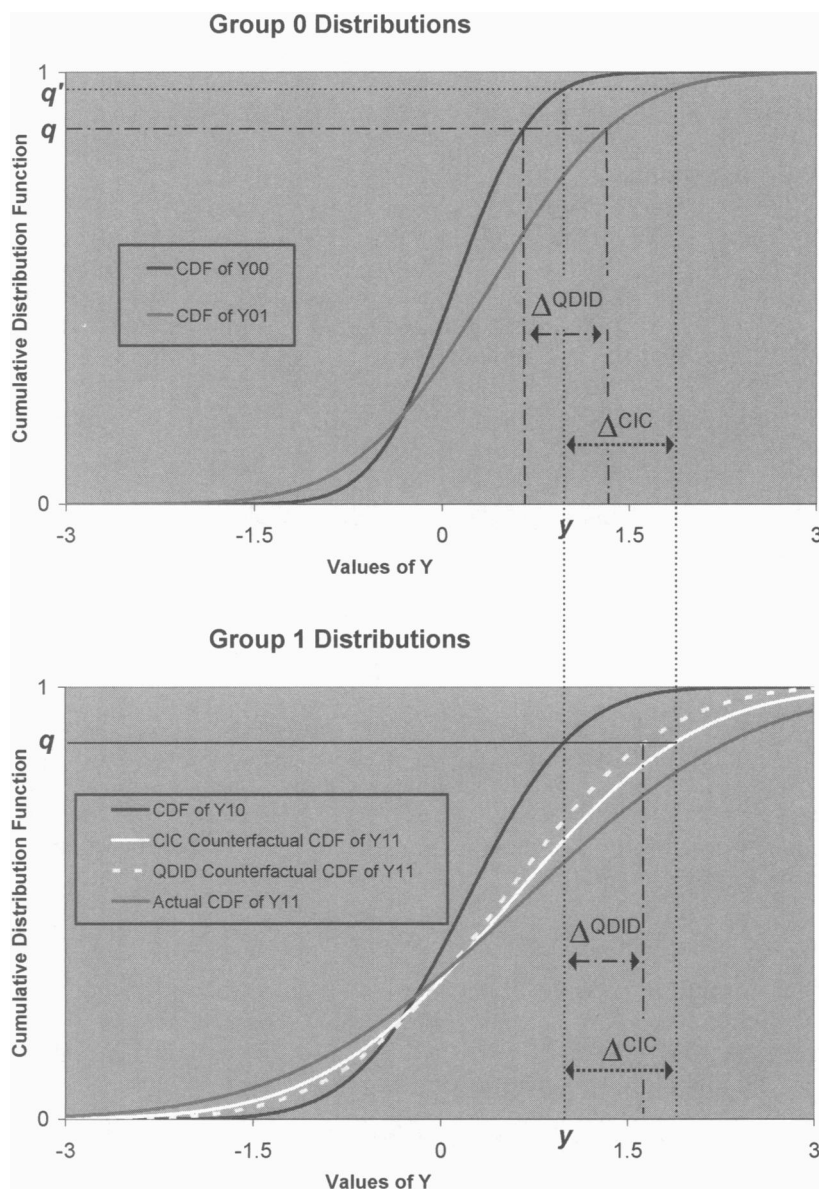 Group 0 Distributions
1
q'
q
Cumulative Distribution Function
CDF of Y00
CDF of Y01
Δ^QDID
Δ^CIC
0
-3
-1.5
0
y
1.5
3
Values of Y
Group 1 Distributions
1
q
Cumulative Distribution Function
CDF of Y10
CIC Counterfactual CDF of Y11
QDID Counterfactual CDF of Y11
Actual CDF of Y11
Δ^QDID
Δ^CIC
0
-3
-1.5
0
y
1.5
3
Values of Y